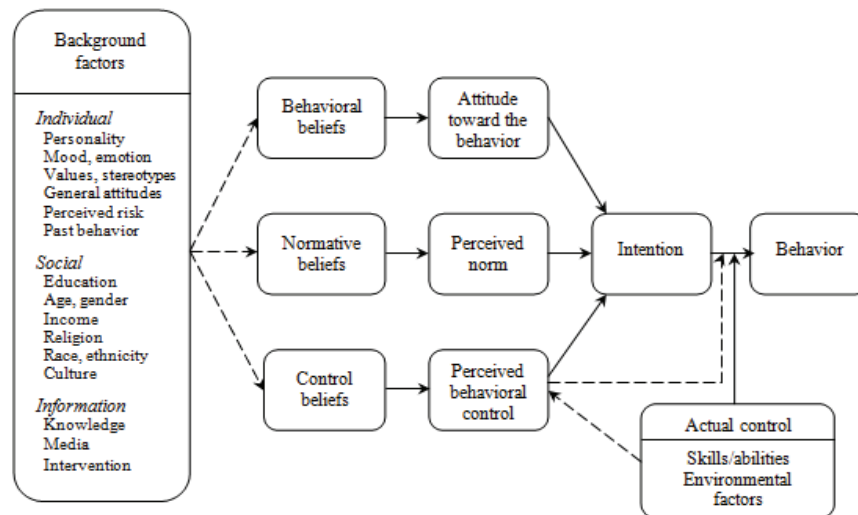 Background
factors
Individual
Personality
Mood, emotion
Values, stereotypes
General attitudes
Perceived risk
Past behavior
Social
Education
Age, gender
Income
Religion
Race, ethnicity
Culture
Information
Knowledge
Media
Intervention
Behavioral
beliefs
Attitude
toward the
behavior
Normative
beliefs
Perceived
norm
Intention
Behavior
Control
beliefs
Perceived
behavioral
control
Actual control
Skills/abilities
Environmental
factors